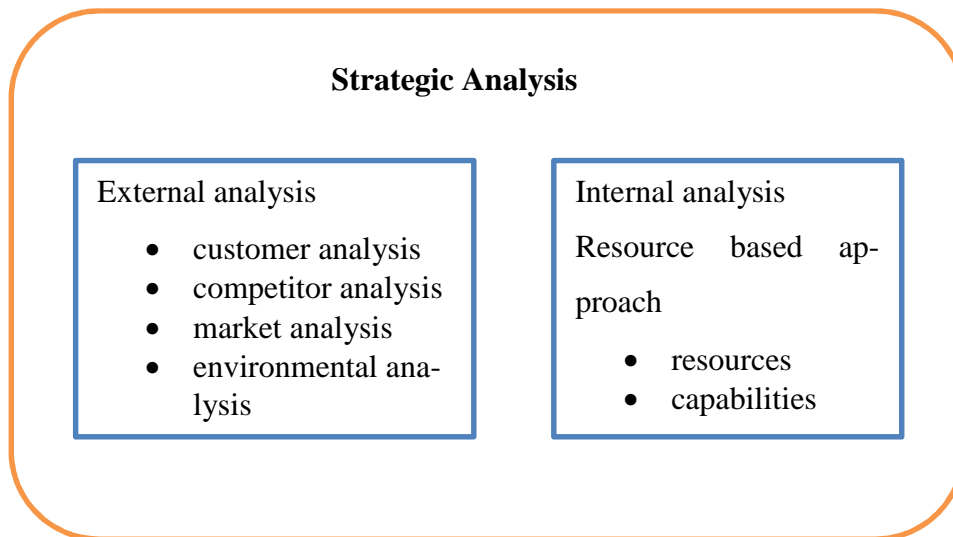 Strategic Analysis
External analysis
• customer analysis
• competitor analysis
• market analysis
• environmental ana-
lysis
Internal analysis
Resource based ap-
proach
• resources
• capabilities